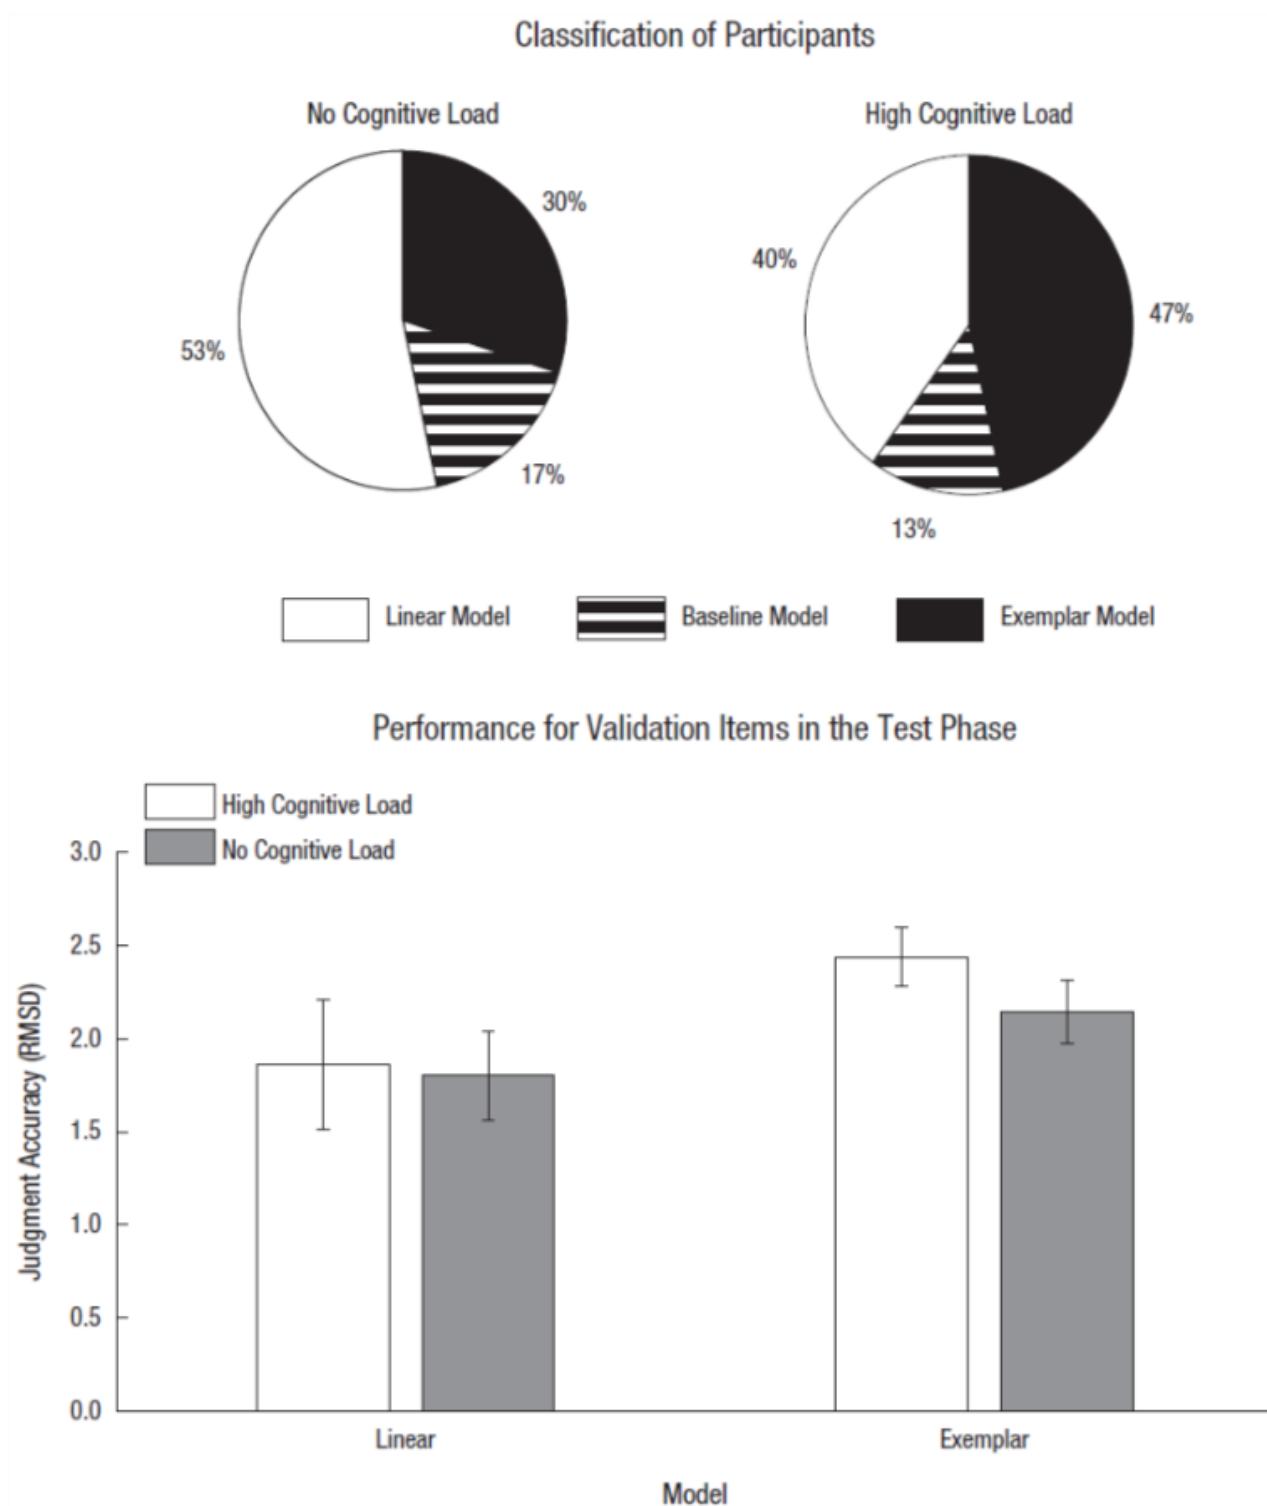 Classification of Participants
No Cognitive Load
High Cognitive Load
30%
53%
17%
40%
47%
13%
Linear Model
Baseline Model
Exemplar Model
Performance for Validation Items in the Test Phase
High Cognitive Load
No Cognitive Load
Judgment Accuracy (RMSD)
3.0
2.5
2.0
1.5
1.0
0.5
0.0
Linear
Exemplar
Model